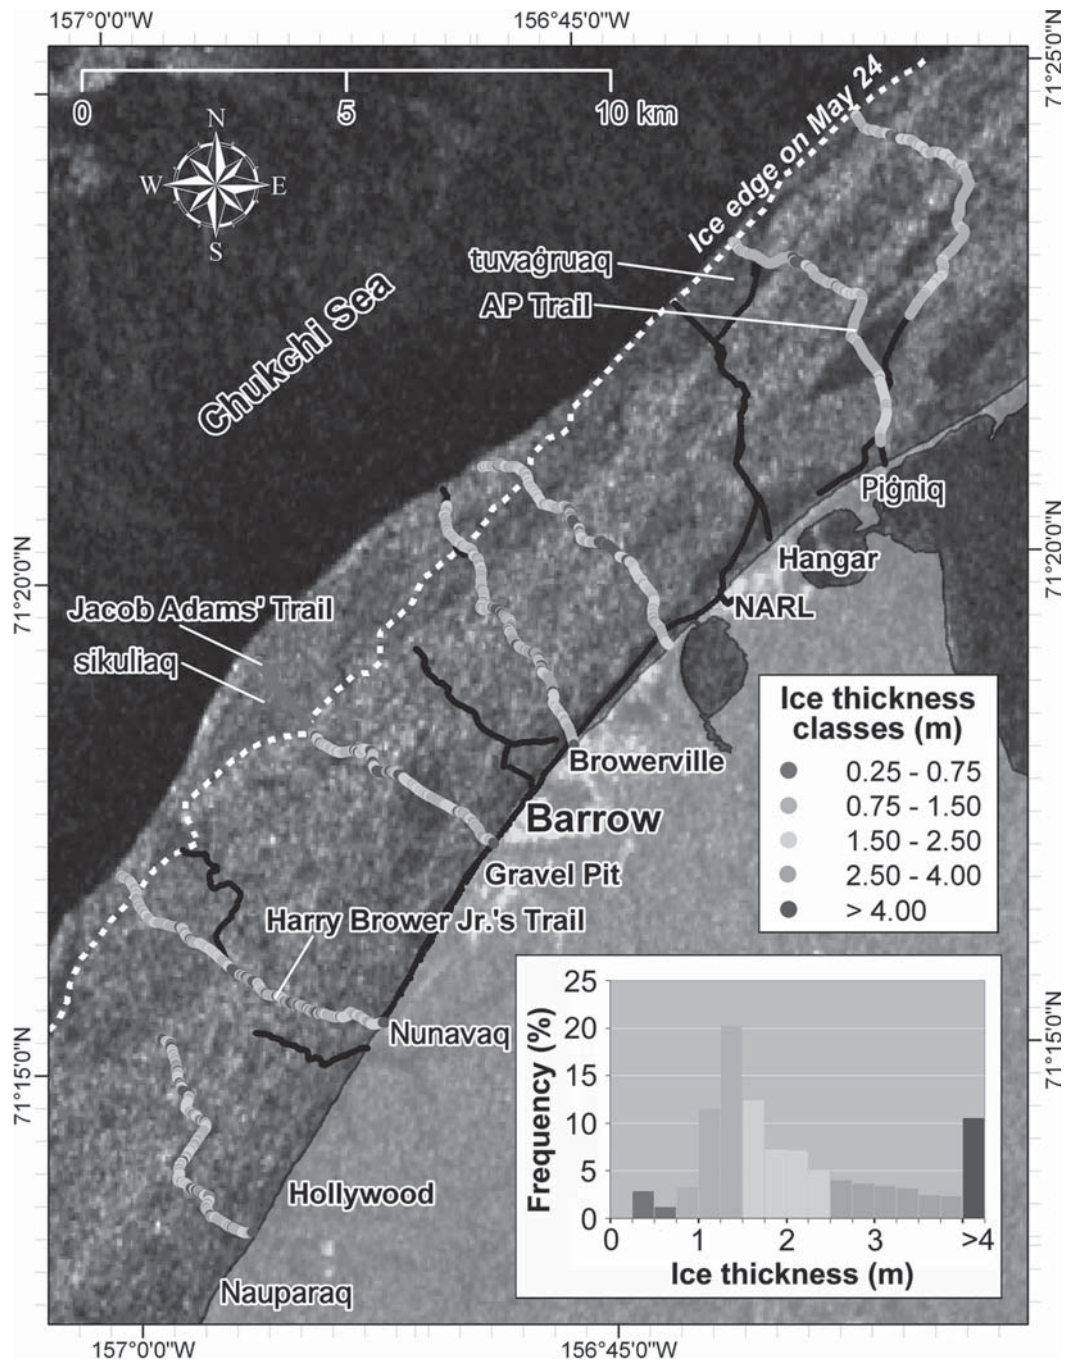 157°0'0"W
156°45'0"W
71°25'0"N
0
5
10 km
N
W
E
S
Ice edge on May 24
tuvaġruaq
AP Trail
Chukchi Sea
Piġniq
Hangar
71°20'0"N
71°20'0"N
NARL
Jacob Adams' Trail
sikuliaq
Browerville
Barrow
Gravel Pit
Harry Brower Jr.'s Trail
Nunavaq
71°15'0"N
71°15'0"N
Hollywood
Nauparaq
Ice thickness
classes (m)
0.25 - 0.75
0.75 - 1.50
1.50 - 2.50
2.50 - 4.00
> 4.00
25
20
15
10
5
0
Frequency (%)
0
1
2
3
>4
Ice thickness (m)
157°0'0"W
156°45'0"W